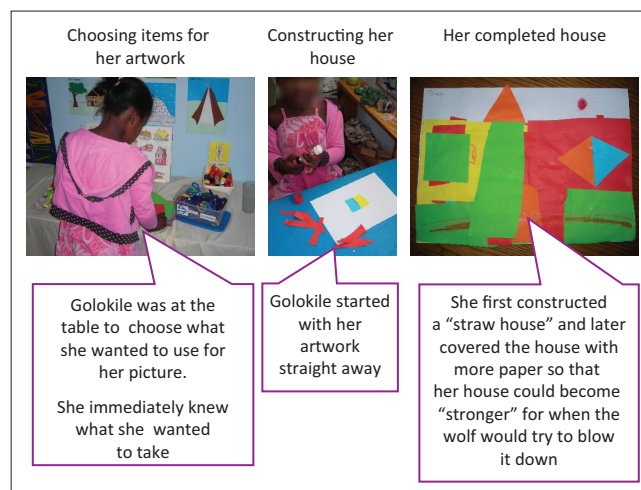 Choosing items for
her artwork
Constructing her
house
Her completed house
Golokile was at the
table to choose what
she wanted to use for
her picture.
She immediately knew
what she wanted
to take
Golokile started
with her
artwork
straight away
She first constructed
a “straw house” and later
covered the house with
more paper so that
her house could become
“stronger” for when the
wolf would try to blow
it down